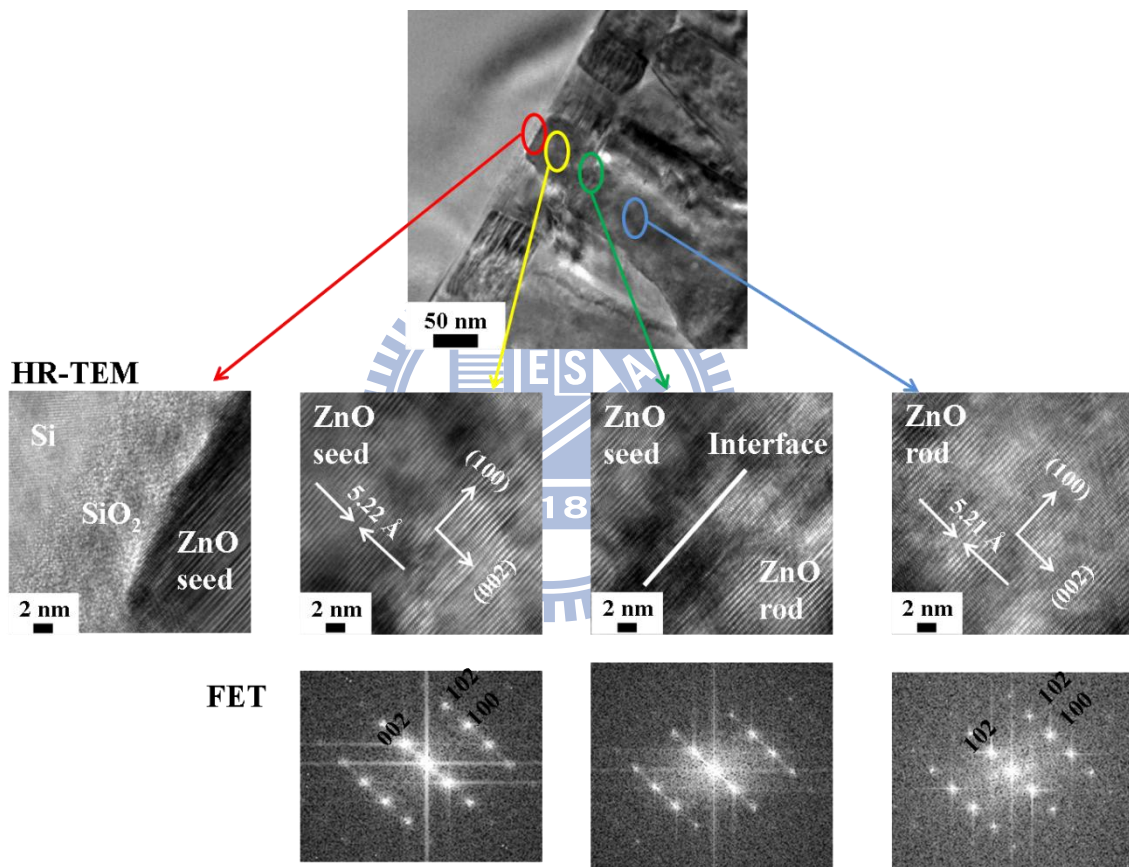 50 nm
HR-TEM
ESA
18
Si
SiO2
ZnO
seed
2 nm
ZnO
seed
5.22 Å
(100)
(002)
2 nm
ZnO
seed
Interface
ZnO
rod
2 nm
ZnO
rod
5.21 Å
(100)
(002)
2 nm
FET
002
102
100
102
102
100